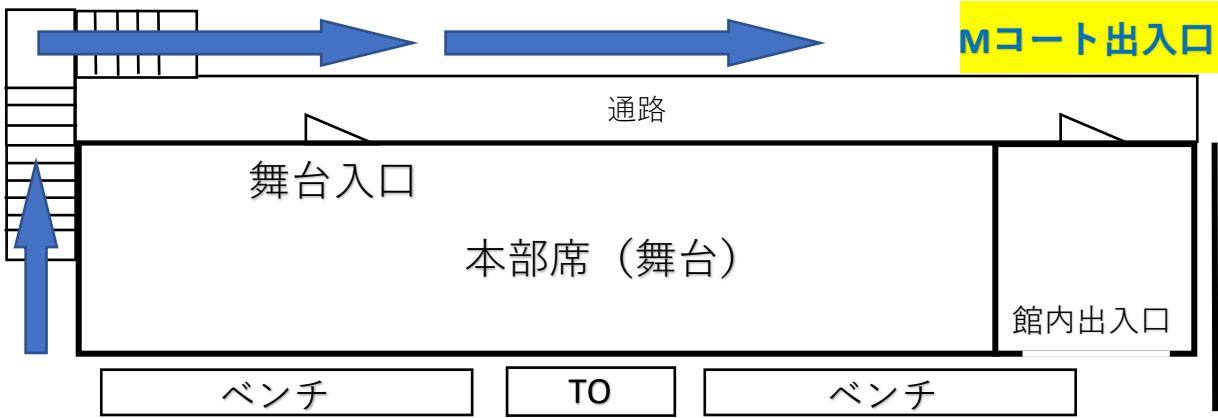 Mコート出入口
通路
舞台入口
本部席（舞台）
館内出入口
ベンチ
TO
ベンチ